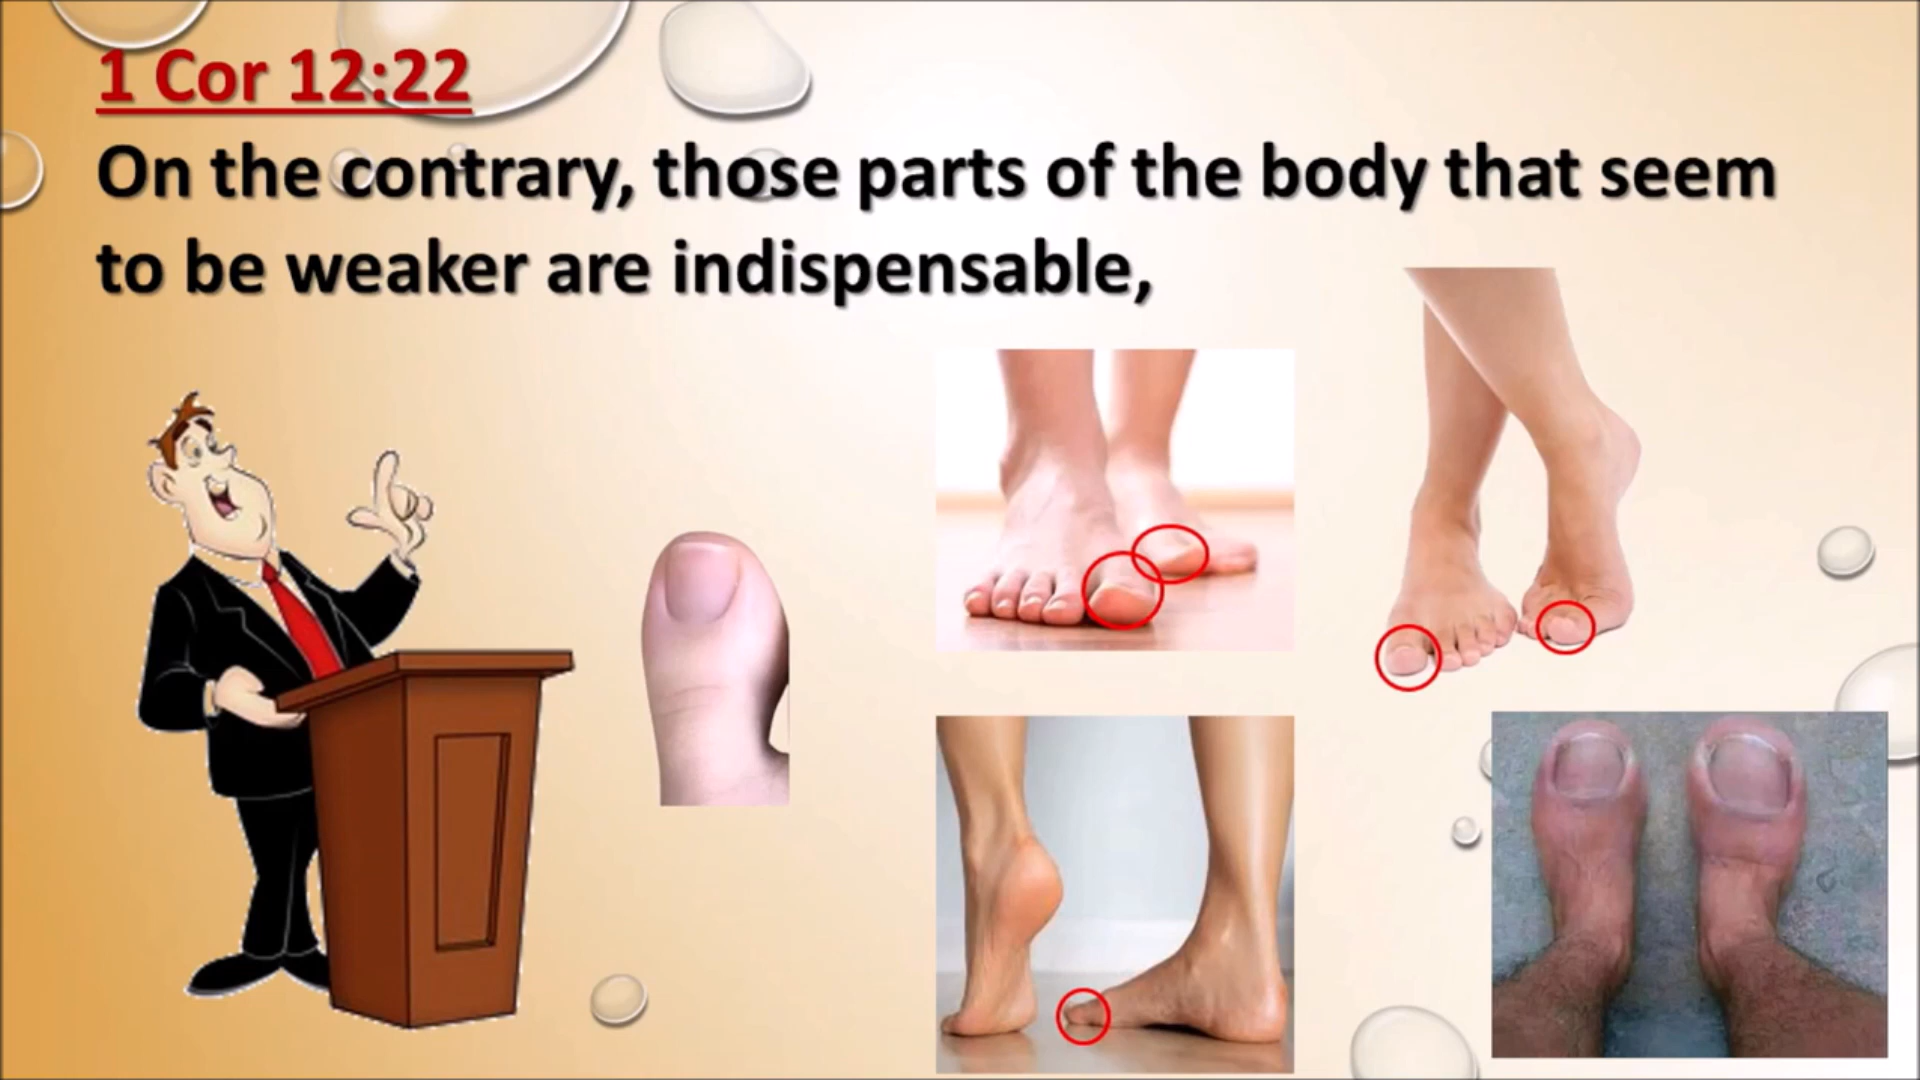 1 Cor 12:22
On the contrary, those parts of the body that seem
to be weaker are indispensable,